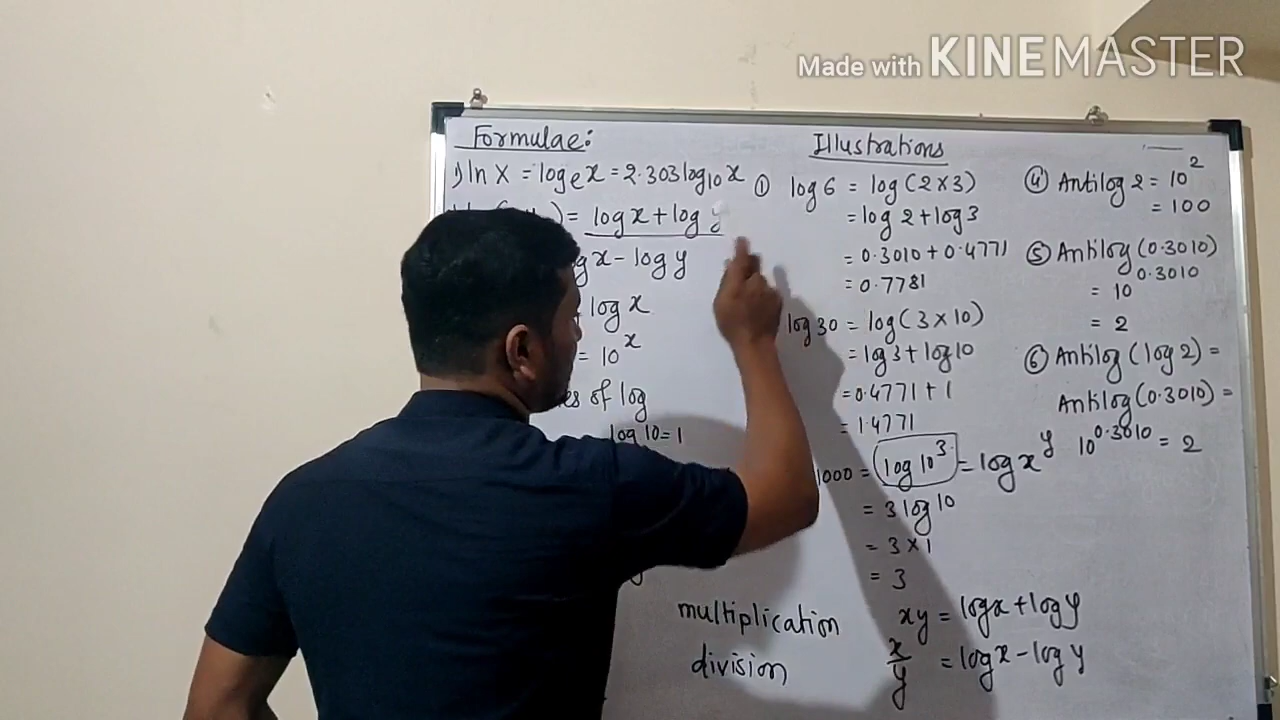 Made with KINEMASTER
Formulae:
1) ln X = log e x = 2.303 log10 x
) = log x + log y
log x - log y
log x
= 10^x
of log
log 10 = 1
Illustrations
① log 6 = log (2 x 3)
= log 2 + log 3
= 0.3010 + 0.4771
= 0.7781
log 30 = log (3 x 10)
= log 3 + log 10
= 0.4771 + 1
= 1.4771
1000 = log 10^3 = log x^y
= 3 log 10
= 3 x 1
= 3
④ Antilog 2 = 10^2
= 100
⑤ Antilog (0.3010)
= 10^0.3010
= 2
⑥ Antilog (log 2) =
Antilog (0.3010) =
10^0.3010 = 2
multiplication xy = log x + log y
division x/y = log x - log y